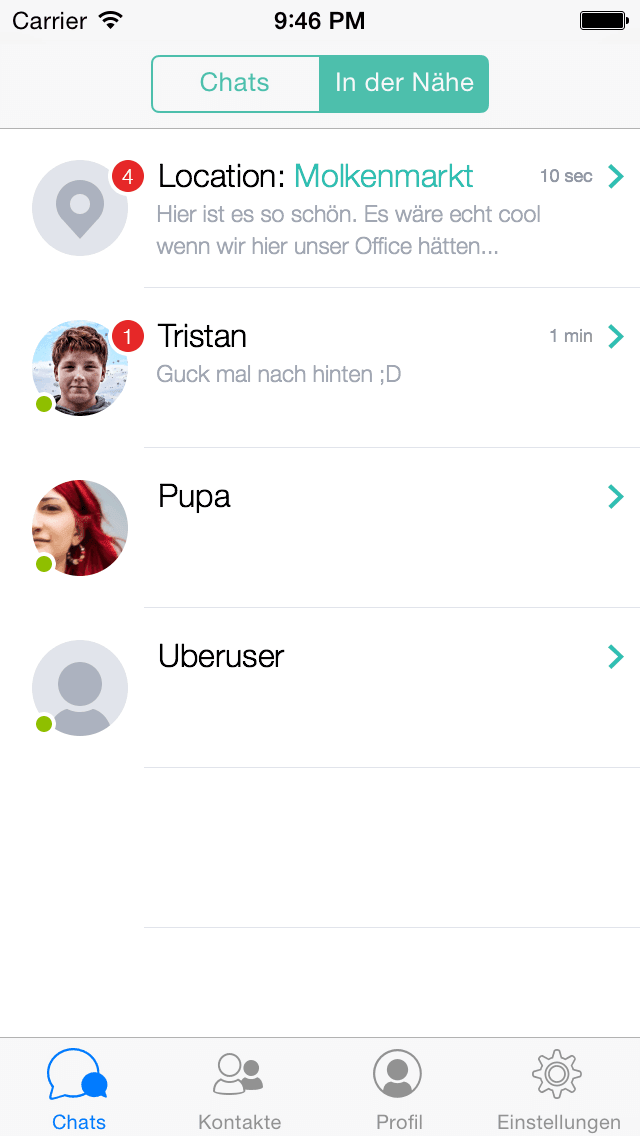 Carrier 9:46 PM
Chats In der Nähe
4 Location: Molkenmarkt 10 sec
Hier ist es so schön. Es wäre echt cool
wenn wir hier unser Office hätten...
1 Tristan 1 min
Guck mal nach hinten ;D
Pupa
Uberuser
Chats Kontakte Profil Einstellungen